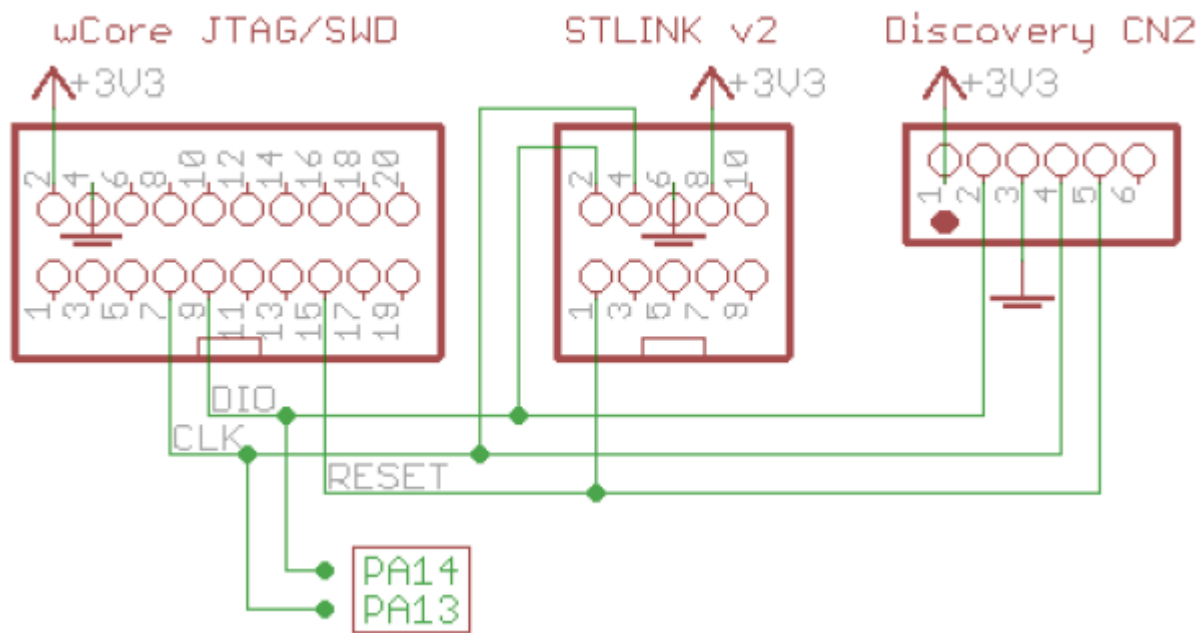 wCore JTAG/SWD
STLINK v2
Discovery CN2
+3V3
+3V3
+3V3
2 4 6 8 10 12 14 16 18 20
2 4 6 8 10
1 2 3 4 5 6
1 3 5 7 9 11 13 15 17 19
1 3 5 7 9
DIO
CLK
RESET
PA14
PA13